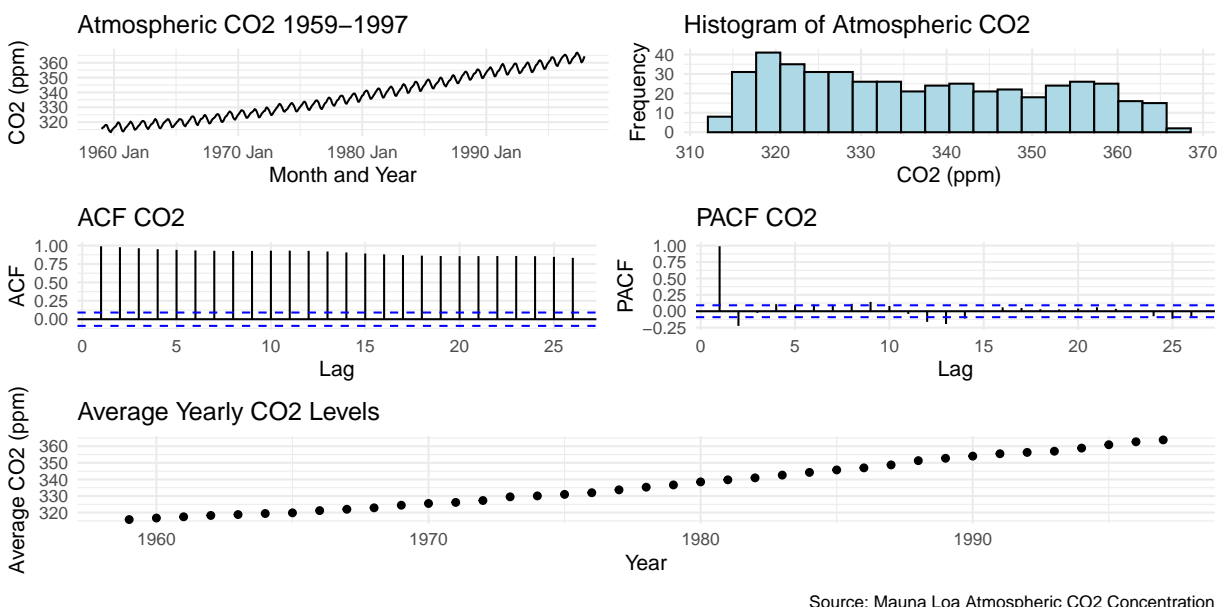 Atmospheric CO2 1959−1997
CO2 (ppm)
360
350
340
330
320
1960 Jan 1970 Jan 1980 Jan 1990 Jan
Month and Year
Histogram of Atmospheric CO2
Frequency
40
30
20
10
0
310 320 330 340 350 360 370
CO2 (ppm)
ACF CO2
ACF
1.00
0.75
0.50
0.25
0.00
0 5 10 15 20 25
Lag
PACF CO2
PACF
1.00
0.75
0.50
0.25
0.00
−0.25
0 5 10 15 20 25
Lag
Average Yearly CO2 Levels
Average CO2 (ppm)
360
350
340
330
320
1960 1970 1980 1990
Year
Source: Mauna Loa Atmospheric CO2 Concentration